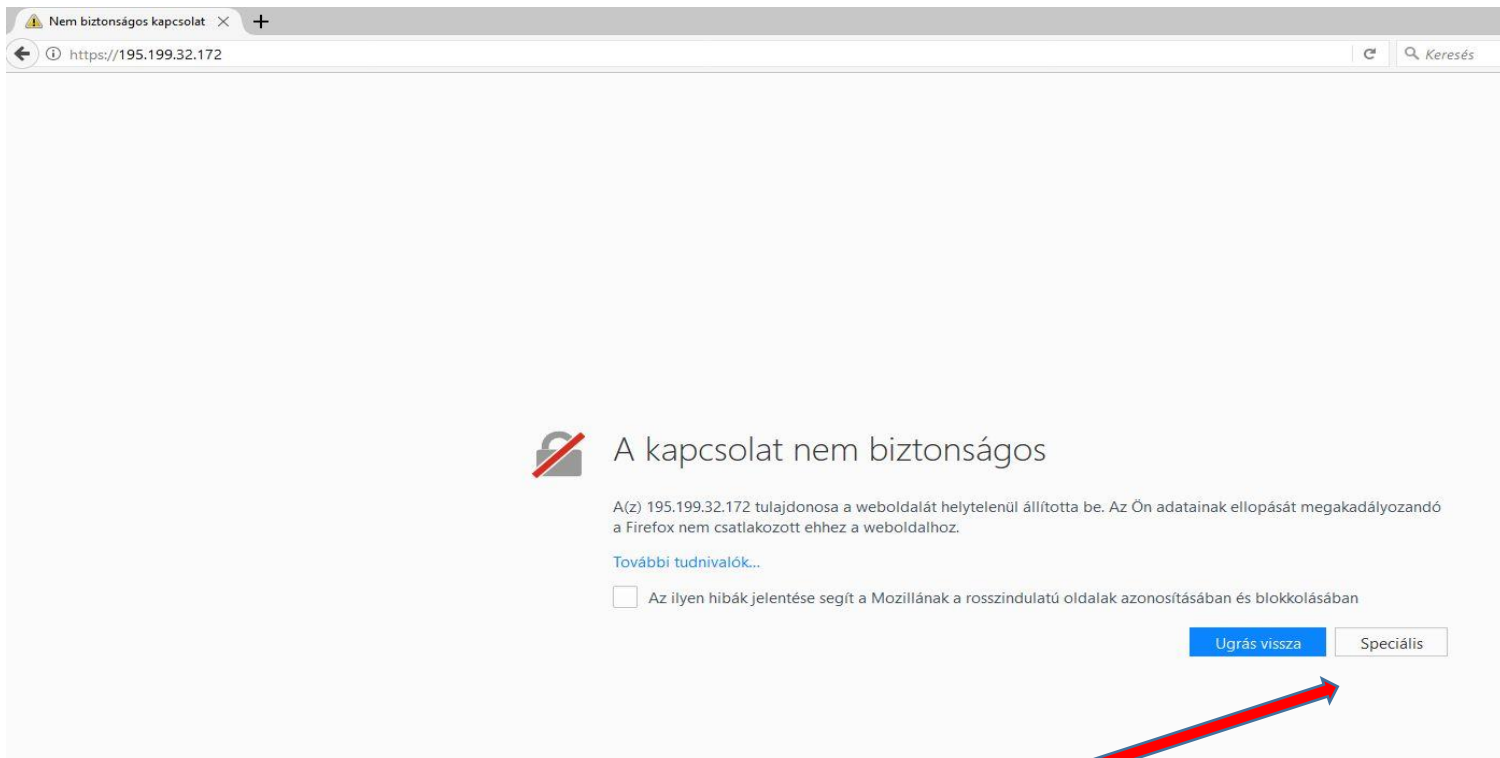 Nem biztonságos kapcsolat
https://195.199.32.172
Keresés
A kapcsolat nem biztonságos
A(z) 195.199.32.172 tulajdonosa a weboldalát helytelenül állította be. Az Ön adatainak ellopását megakadályozandó
a Firefox nem csatlakozott ehhez a weboldalhoz.
További tudnivalók...
Az ilyen hibák jelentése segít a Mozillának a rosszindulatú oldalak azonosításában és blokkolásában
Ugrás vissza Speciális